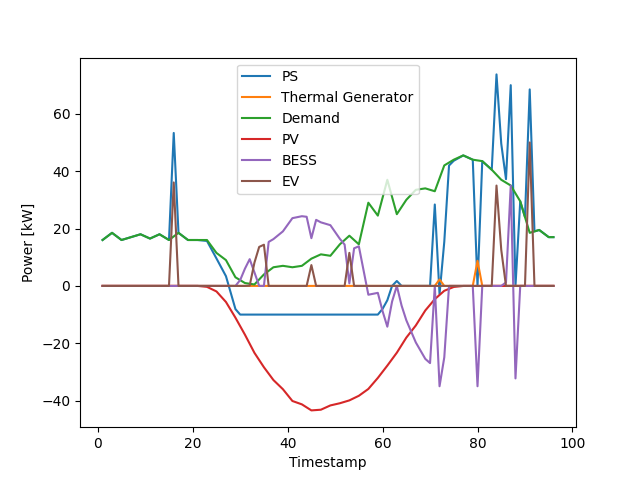 PS
Thermal Generator
Demand
PV
BESS
EV
Power [kW]
60
40
20
0
−20
−40
0
20
40
60
80
100
Timestamp